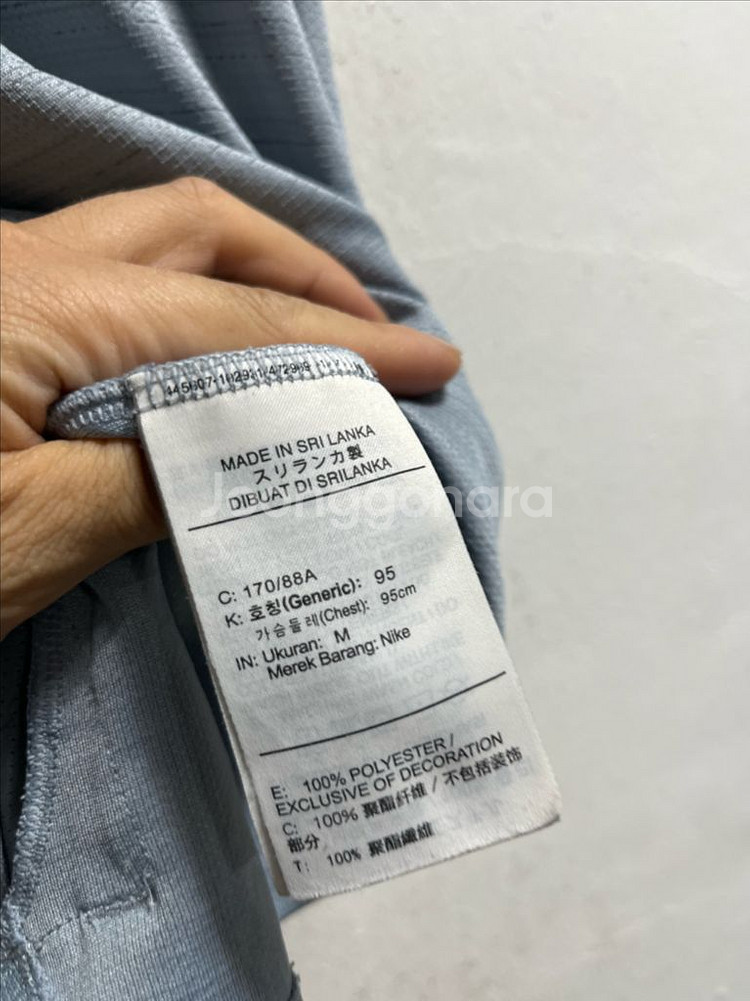 MADE IN SRI LANKA
スリランカ製
DIBUAT DI SRILANKA
Joonggonara
C: 170/88A
K: 호칭(Generic): 95
가슴둘레(Chest): 95cm
IN: Ukuran: M
Merek Barang: Nike
E: 100% POLYESTER /
EXCLUSIVE OF DECORATION
C: 100% 聚酯纤维 / 不包括装饰
部分
T: 100% 聚酯纖維